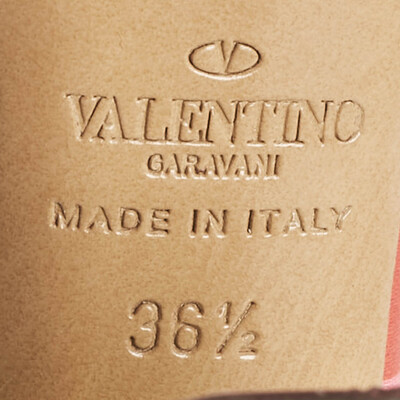 V
VALENTINO
GARAVANI
MADE IN ITALY
36½